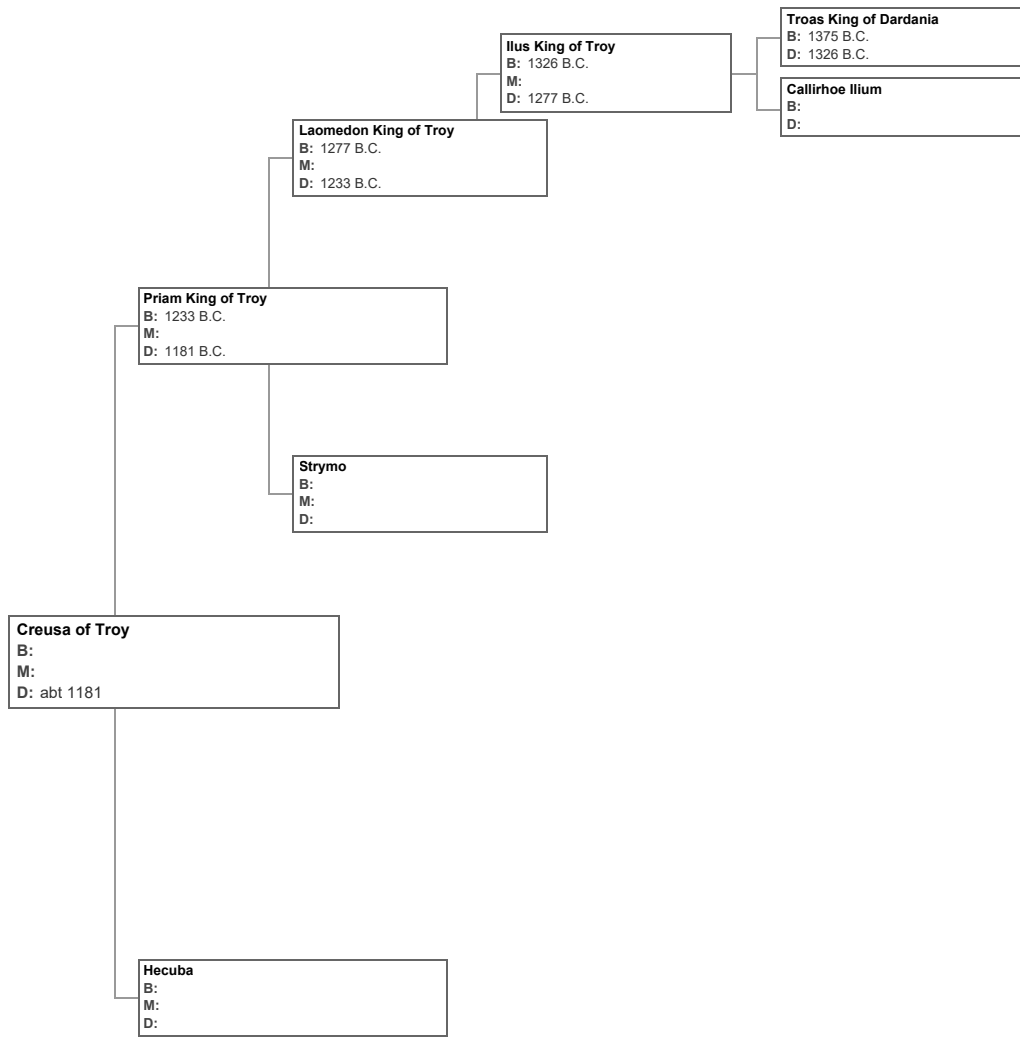 Troas King of Dardania
B: 1375 B.C.
D: 1326 B.C.
Ilus King of Troy
B: 1326 B.C.
M:
D: 1277 B.C.
Callirhoe Ilium
B:
D:
Laomedon King of Troy
B: 1277 B.C.
M:
D: 1233 B.C.
Priam King of Troy
B: 1233 B.C.
M:
D: 1181 B.C.
Strymo
B:
M:
D:
Creusa of Troy
B:
M:
D: abt 1181
Hecuba
B:
M:
D: